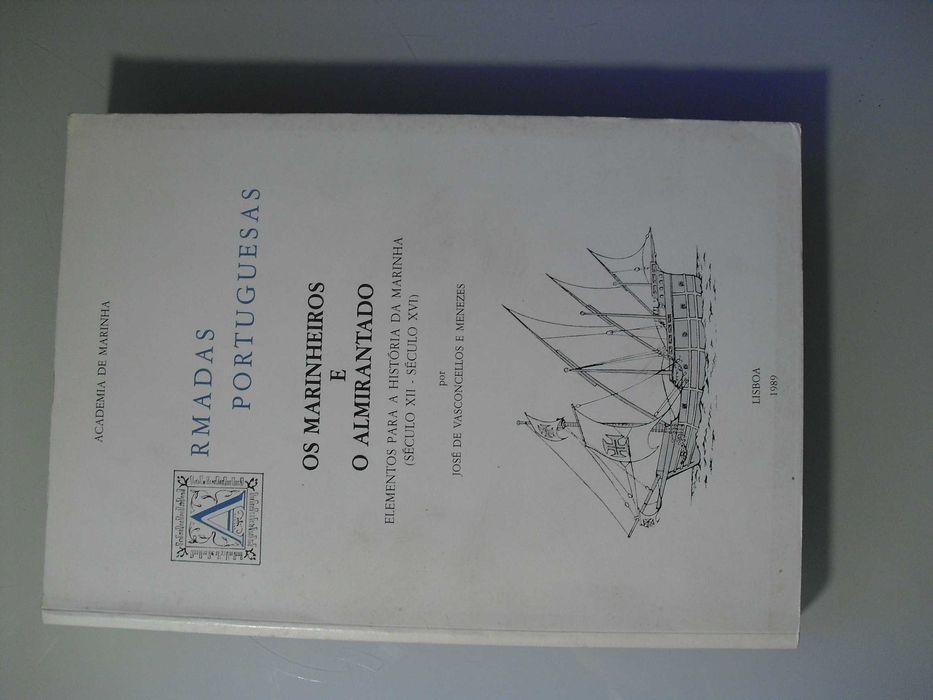 ACADEMIA DE MARINHA
ARMADAS
PORTUGUESAS
OS MARINHEIROS
E
O ALMIRANTADO
ELEMENTOS PARA A HISTÓRIA DA MARINHA
(SÉCULO XII - SÉCULO XVI)
por
JOSÉ DE VASCONCELLOS E MENEZES
LISBOA
1989